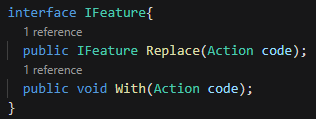 interface IFeature{
1 reference
public IFeature Replace(Action code);
1 reference
public void With(Action code);
}